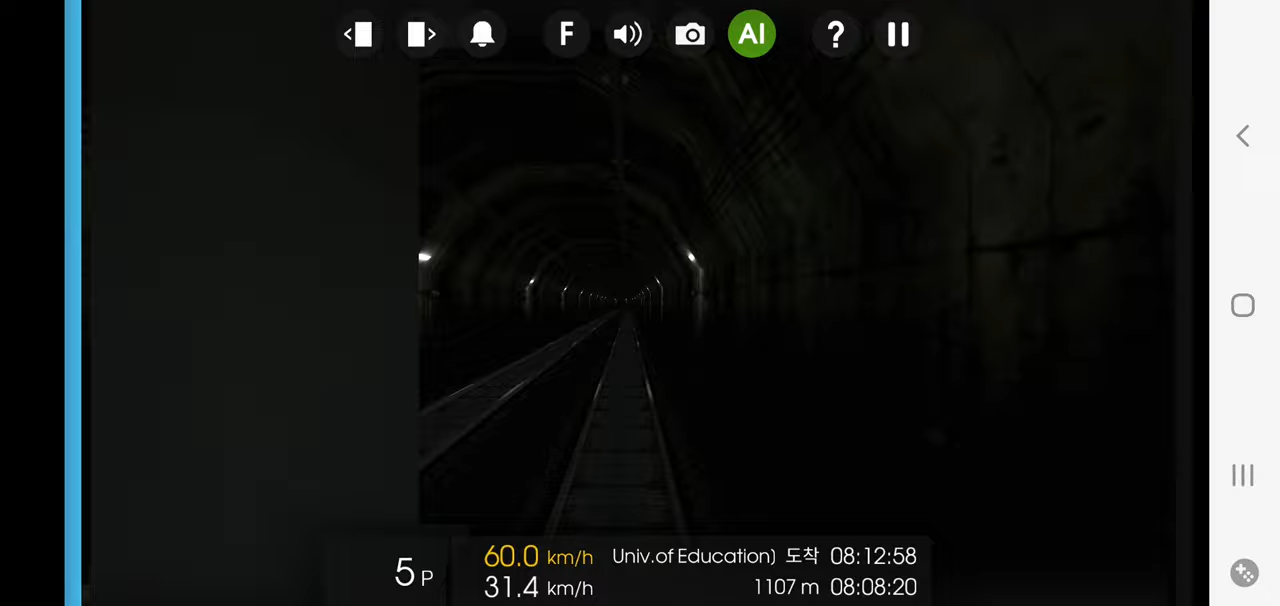 F AI ?
5 P
60.0 km/h Univ.of Education) 도착 08:12:58
31.4 km/h 1107 m 08:08:20